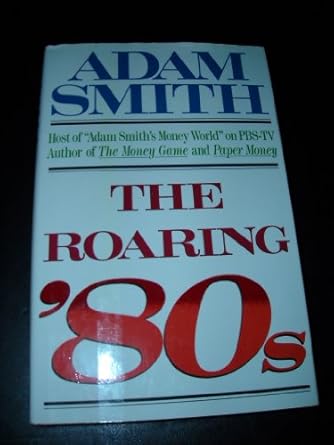 ADAM
SMITH
Host of "Adam Smith's Money World" on PBS-TV
Author of The Money Game and Paper Money
THE
ROARING
'80s